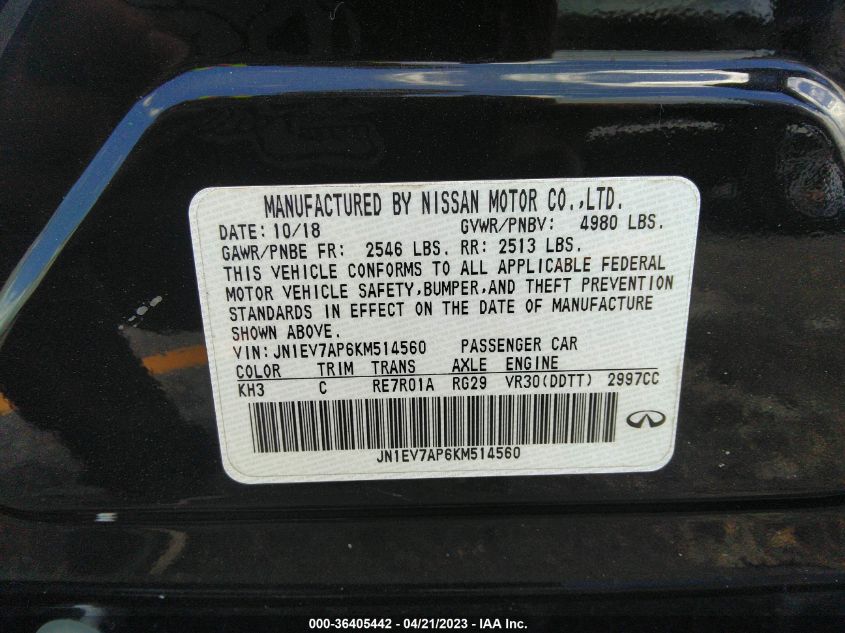 MANUFACTURED BY NISSAN MOTOR CO.,LTD.
DATE: 10/18 GVWR/PNBV: 4980 LBS.
GAWR/PNBE FR: 2546 LBS. RR: 2513 LBS.
THIS VEHICLE CONFORMS TO ALL APPLICABLE FEDERAL
MOTOR VEHICLE SAFETY,BUMPER,AND THEFT PREVENTION
STANDARDS IN EFFECT ON THE DATE OF MANUFACTURE
SHOWN ABOVE.
VIN: JN1EV7AP6KM514560 PASSENGER CAR
COLOR TRIM TRANS AXLE ENGINE
KH3 C RE7R01A RG29 VR30(DDTT) 2997CC
JN1EV7AP6KM514560
000-36405442 - 04/21/2023 - IAA Inc.